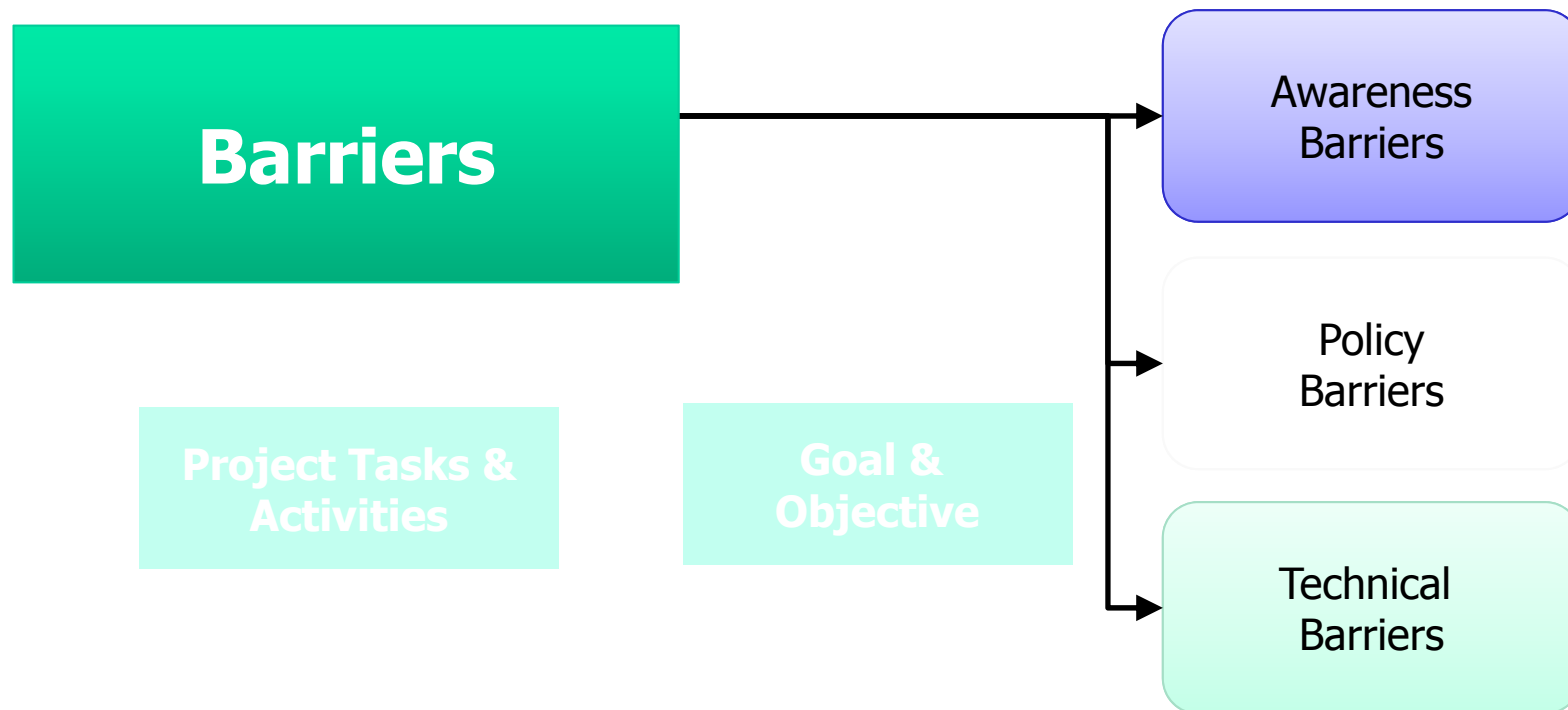 Barriers
Awareness
Barriers
Policy
Barriers
Project Tasks &
Activities
Goal &
Objective
Technical
Barriers